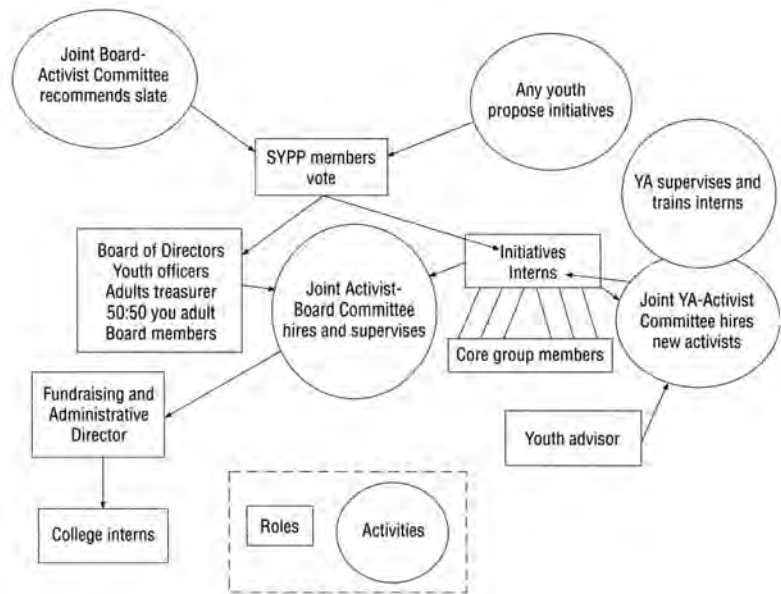 Joint Board-
Activist Committee
recommends slate
Any youth
propose initiatives
SYPP members
vote
YA supervises and
trains interns
Board of Directors
Youth officers
Adults treasurer
50:50 you adult
Board members
Joint Activist-
Board Committee
hires and supervises
Initiatives
Interns
Joint YA-Activist
Committee hires
new activists
Core group members
Fundraising and
Administrative
Director
Youth advisor
College interns
Roles
Activities